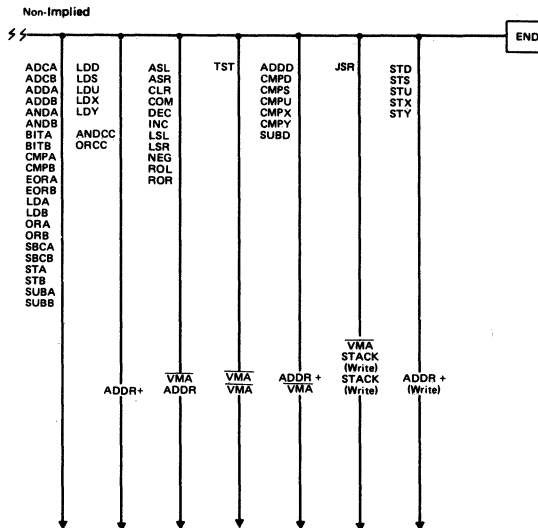 Non-Implied
END
ADCA
ADCB
ADDA
ADDB
ANDA
ANDB
BITA
BITB
CMPA
CMPB
EORA
EORB
LDA
LDB
ORA
ORB
SBCA
SBCB
STA
STB
SUBA
SUBB
LDD
LDS
LDU
LDX
LDY
ANDCC
ORCC
ADDR+
ASL
ASR
CLR
COM
DEC
INC
LSL
LSR
NEG
ROL
ROR
VMA
ADDR
TST
VMA
VMA
ADDD
CMPD
CMPS
CMPU
CMPX
CMPY
SUBD
ADDR +
VMA
JSR
VMA
STACK
(Write)
STACK
(Write)
STD
STS
STU
STX
STY
ADDR +
(Write)